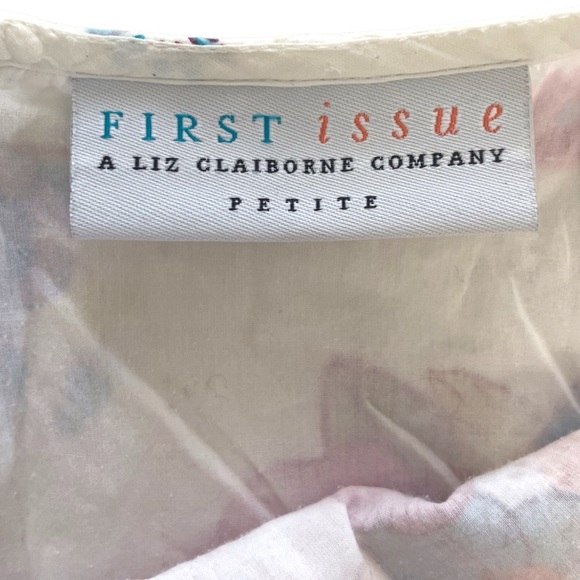 FIRST issue
A LIZ CLAIBORNE COMPANY
PETITE